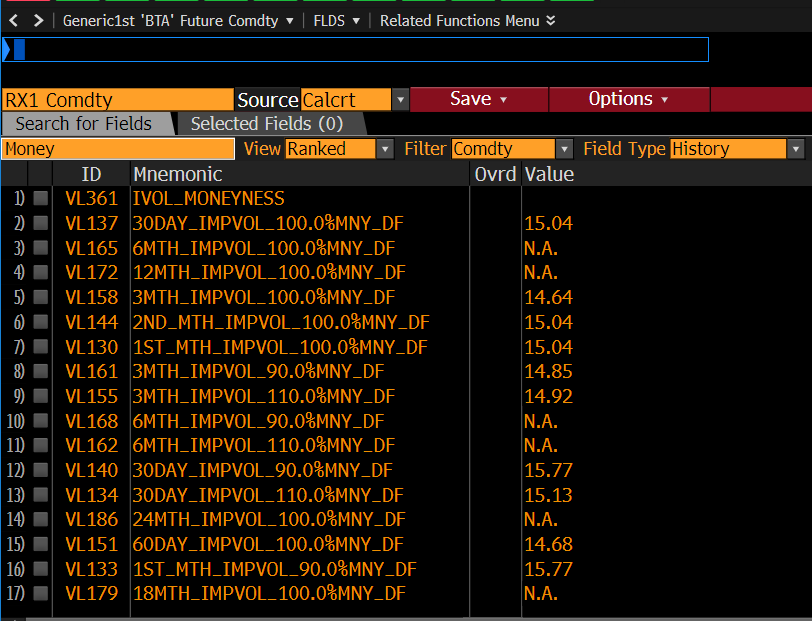 Generic1st 'BTA' Future Comdty FLDS Related Functions Menu
RX1 Comdty Source Calcrt Save Options
Search for Fields Selected Fields (0)
Money View Ranked Filter Comdty Field Type History
ID Mnemonic Ovrd Value
1) VL361 IVOL_MONEYNESS
2) VL137 30DAY_IMPVOL_100.0%MNY_DF 15.04
3) VL165 6MTH_IMPVOL_100.0%MNY_DF N.A.
4) VL172 12MTH_IMPVOL_100.0%MNY_DF N.A.
5) VL158 3MTH_IMPVOL_100.0%MNY_DF 14.64
6) VL144 2ND_MTH_IMPVOL_100.0%MNY_DF 15.04
7) VL130 1ST_MTH_IMPVOL_100.0%MNY_DF 15.04
8) VL161 3MTH_IMPVOL_90.0%MNY_DF 14.85
9) VL155 3MTH_IMPVOL_110.0%MNY_DF 14.92
10) VL168 6MTH_IMPVOL_90.0%MNY_DF N.A.
11) VL162 6MTH_IMPVOL_110.0%MNY_DF N.A.
12) VL140 30DAY_IMPVOL_90.0%MNY_DF 15.77
13) VL134 30DAY_IMPVOL_110.0%MNY_DF 15.13
14) VL186 24MTH_IMPVOL_100.0%MNY_DF N.A.
15) VL151 60DAY_IMPVOL_100.0%MNY_DF 14.68
16) VL133 1ST_MTH_IMPVOL_90.0%MNY_DF 15.77
17) VL179 18MTH_IMPVOL_100.0%MNY_DF N.A.